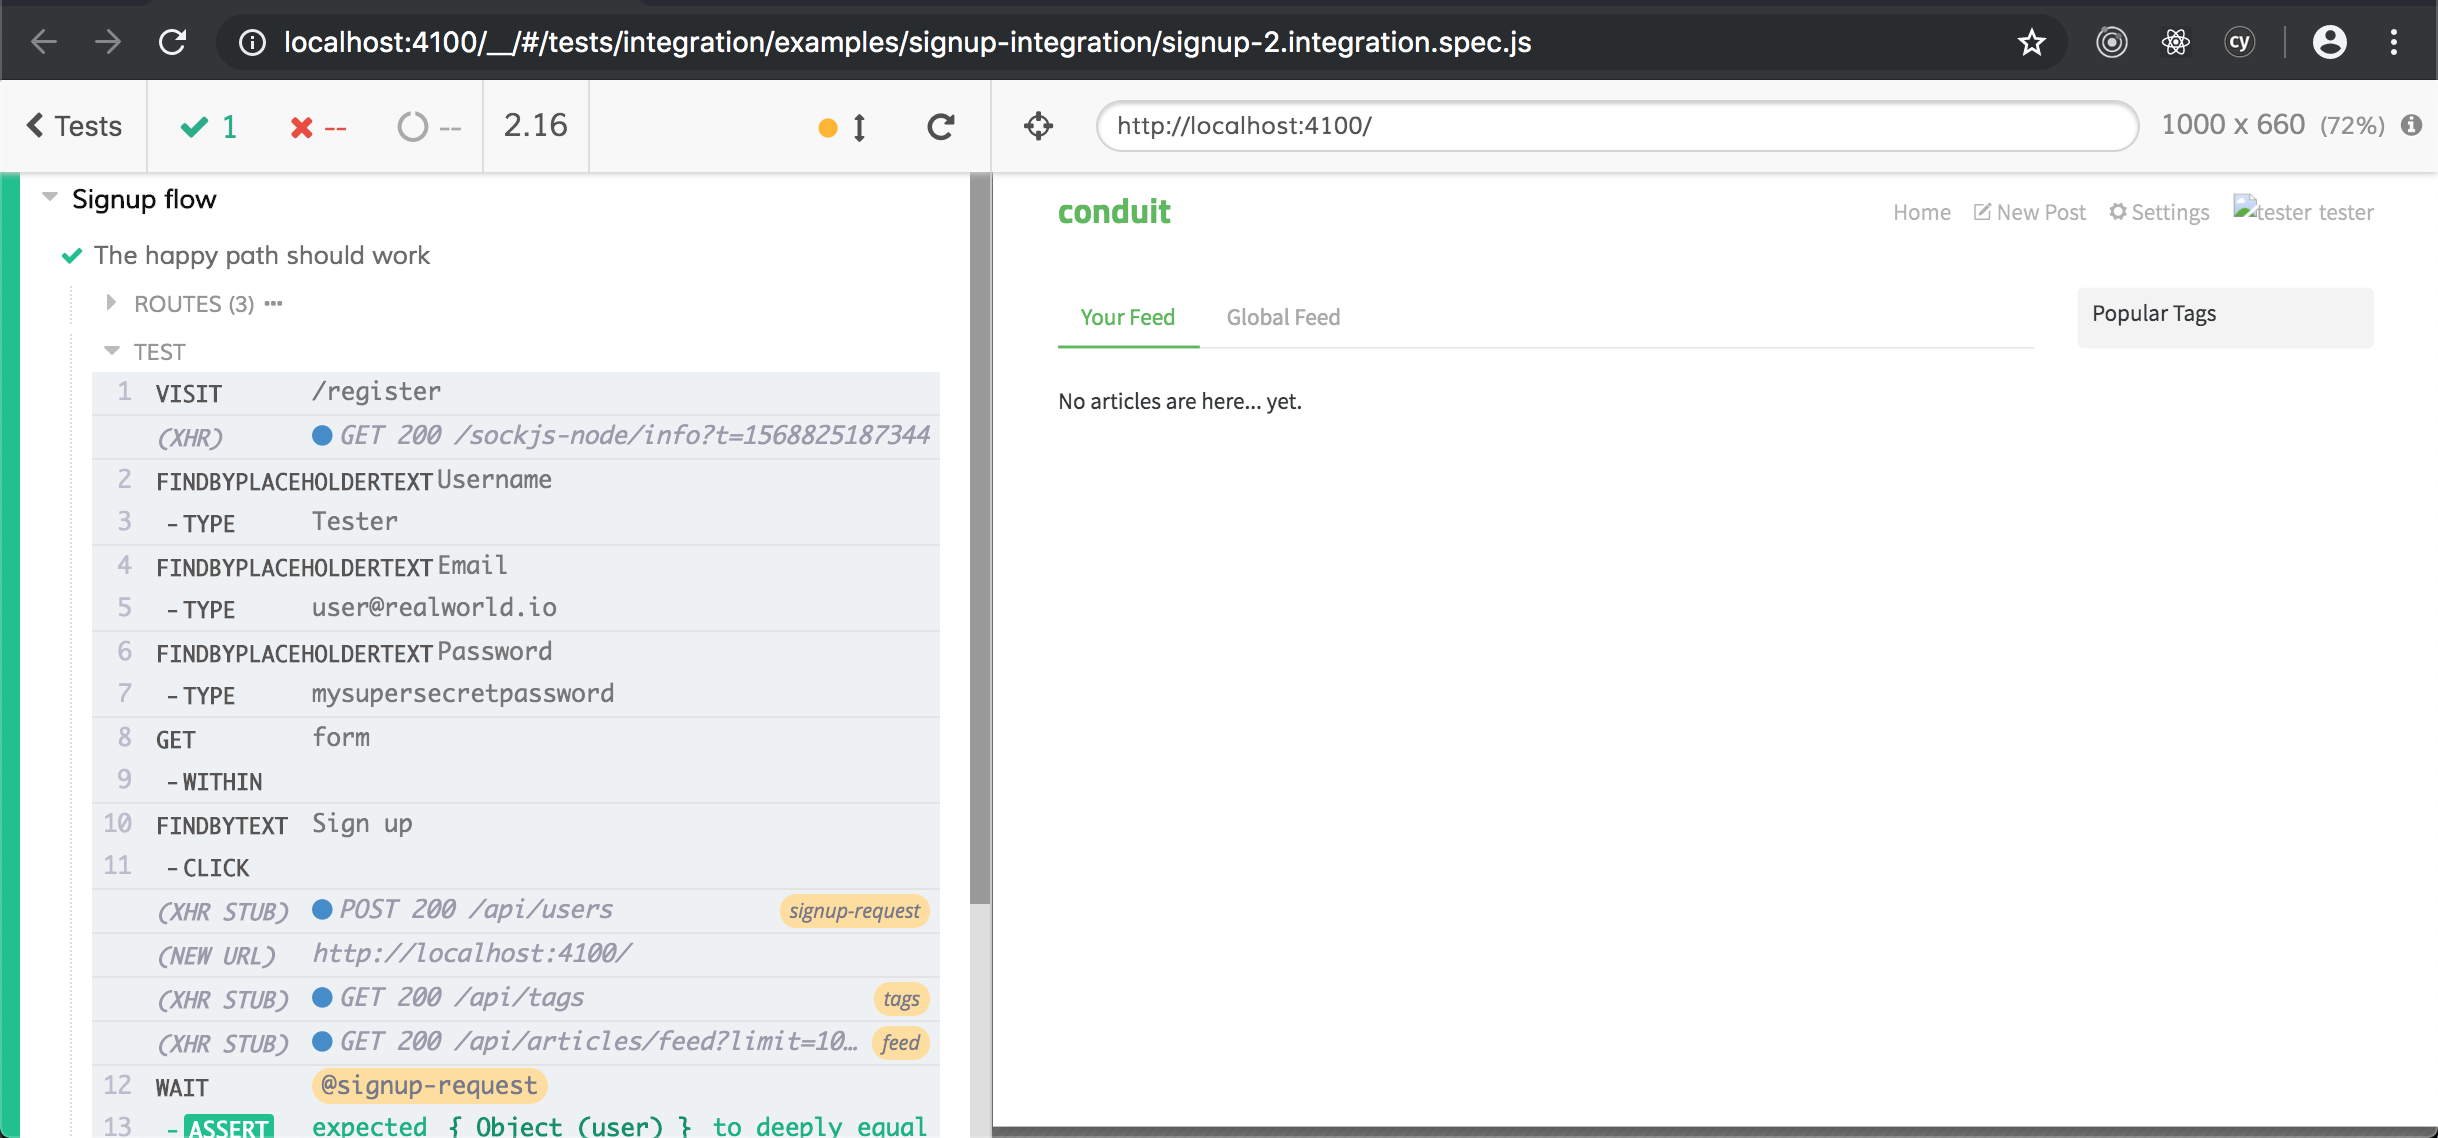 localhost:4100/__/#/tests/integration/examples/signup-integration/signup-2.integration.spec.js
cy
Tests
1
--
--
2.16
http://localhost:4100/
1000 x 660 (72%)
Signup flow
The happy path should work
ROUTES (3)
TEST
1 VISIT /register
(XHR) GET 200 /sockjs-node/info?t=1568825187344
2 FINDBYPLACEHOLDERTEXT Username
3 -TYPE Tester
4 FINDBYPLACEHOLDERTEXT Email
5 -TYPE user@realworld.io
6 FINDBYPLACEHOLDERTEXT Password
7 -TYPE mysupersecretpassword
8 GET form
9 -WITHIN
10 FINDBYTEXT Sign up
11 -CLICK
(XHR STUB) POST 200 /api/users signup-request
(NEW URL) http://localhost:4100/
(XHR STUB) GET 200 /api/tags tags
(XHR STUB) GET 200 /api/articles/feed?limit=10… feed
12 WAIT @signup-request
13 -ASSERT expected { Object (user) } to deeply equal
conduit
Home New Post Settings tester tester
Your Feed Global Feed
Popular Tags
No articles are here... yet.